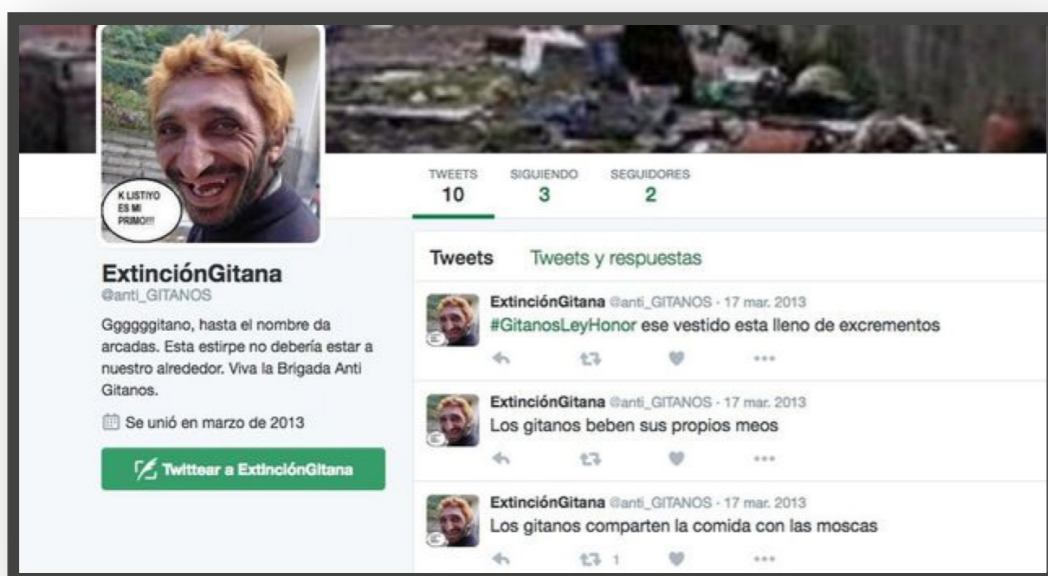 K LISTIYO
ES MI
PRIMO!!!
ExtinciónGitana
@anti_GITANOS
Ggggggitano, hasta el nombre da
arcadas. Esta estirpe no debería estar a
nuestro alrededor. Viva la Brigada Anti
Gitanos.
Se unió en marzo de 2013
Twittear a ExtinciónGitana
TWEETS SIGUIENDO SEGUIDORES
10 3 2
Tweets Tweets y respuestas
ExtinciónGitana @anti_GITANOS · 17 mar. 2013
#GitanosLeyHonor ese vestido esta lleno de excrementos
ExtinciónGitana @anti_GITANOS · 17 mar. 2013
Los gitanos beben sus propios meos
ExtinciónGitana @anti_GITANOS · 17 mar. 2013
Los gitanos comparten la comida con las moscas
1